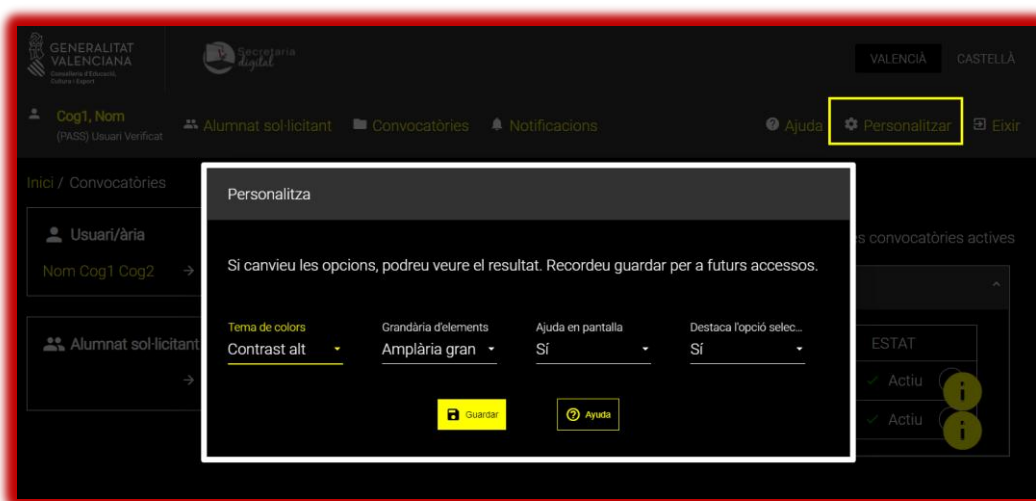 GENERALITAT
VALENCIANA
Conselleria d'Educació,
Cultura i Esport
Secretaria
digital
VALENCIÀ CASTELLÀ
Cog1, Nom
(PASS) Usuari Verificat
Alumnat sol·licitant Convocatòries Notificacions
Ajuda Personalitzar Eixir
Inici / Convocatòries
Personalitza
Usuari/ària
Nom Cog1 Cog2
s convocatòries actives
Si canvieu les opcions, podreu veure el resultat. Recordeu guardar per a futurs accessos.
Tema de colors Grandària d'elements Ajuda en pantalla Destaca l'opció selec...
Contrast alt Amplària gran Sí Sí
Alumnat sol·licitant
ESTAT
Actiu
Actiu
Guardar Ayuda